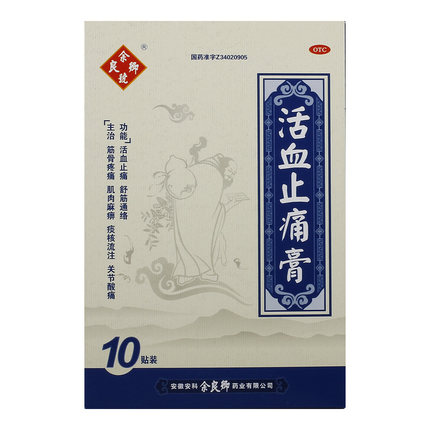 余良卿號
®
国药准字Z34020905
OTC
活血止痛膏
功能 活血止痛 舒筋通络
主治 筋骨疼痛 肌肉麻痹 痰核流注 关节酸痛
10贴装
安徽安科余良卿药业有限公司